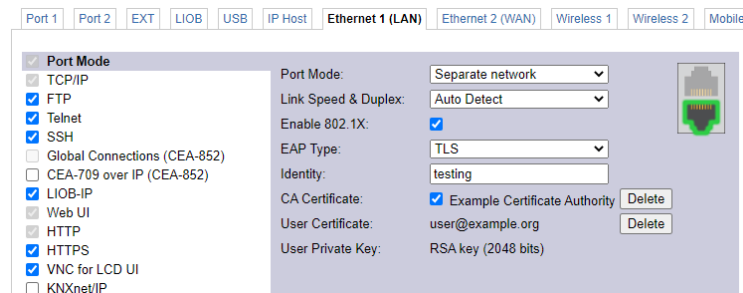 Port 1 Port 2 EXT LIOB USB IP Host Ethernet 1 (LAN) Ethernet 2 (WAN) Wireless 1 Wireless 2 Mobile
Port Mode
TCP/IP
FTP
Telnet
SSH
Global Connections (CEA-852)
CEA-709 over IP (CEA-852)
LIOB-IP
Web UI
HTTP
HTTPS
VNC for LCD UI
KNXnet/IP
Port Mode: Separate network
Link Speed & Duplex: Auto Detect
Enable 802.1X:
EAP Type: TLS
Identity: testing
CA Certificate: Example Certificate Authority Delete
User Certificate: user@example.org Delete
User Private Key: RSA key (2048 bits)